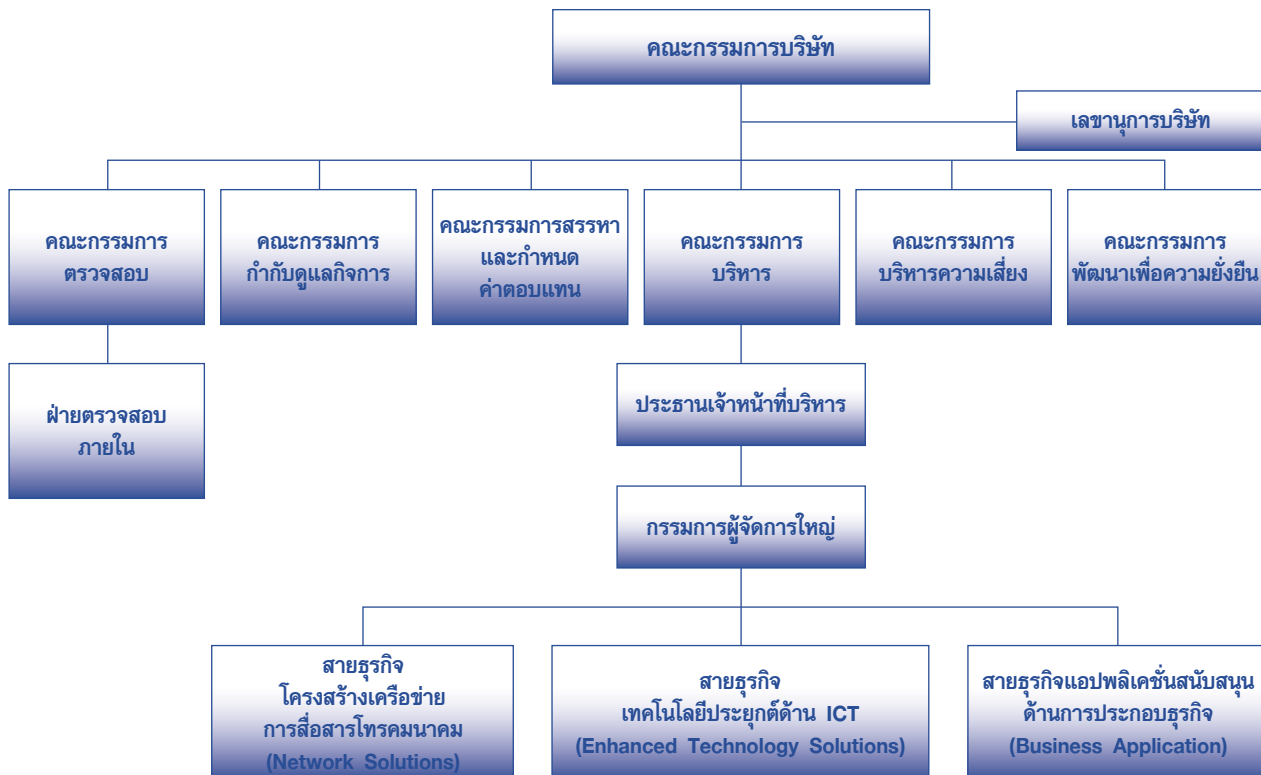 คณะกรรมการบริษัท
เลขานุการบริษัท
คณะกรรมการ
ตรวจสอบ
คณะกรรมการ
กำกับดูแลกิจการ
คณะกรรมการสรรหา
และกำหนด
ค่าตอบแทน
คณะกรรมการ
บริหาร
คณะกรรมการ
บริหารความเสี่ยง
คณะกรรมการ
พัฒนาเพื่อความยั่งยืน
ฝ่ายตรวจสอบ
ภายใน
ประธานเจ้าหน้าที่บริหาร
กรรมการผู้จัดการใหญ่
สายธุรกิจ
โครงสร้างเครือข่าย
การสื่อสารโทรคมนาคม
(Network Solutions)
สายธุรกิจ
เทคโนโลยีประยุกต์ด้าน ICT
(Enhanced Technology Solutions)
สายธุรกิจแอปพลิเคชั่นสนับสนุน
ด้านการประกอบธุรกิจ
(Business Application)